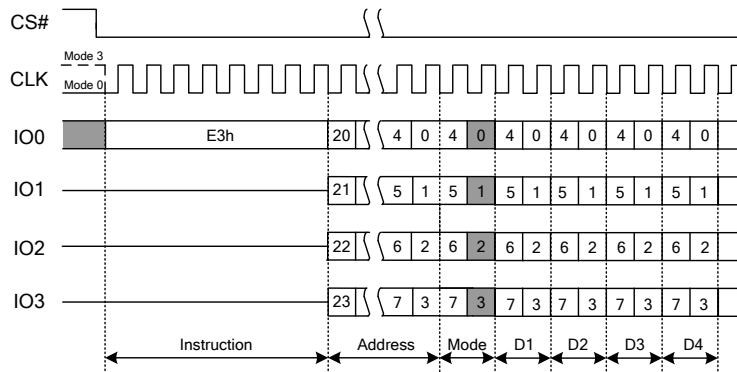 CS#
Mode 3
CLK
Mode 0
IO0 E3h 20 4 0 4 0 4 0 4 0 4 0 4 0
IO1 21 5 1 5 1 5 1 5 1 5 1 5 1
IO2 22 6 2 6 2 6 2 6 2 6 2 6 2
IO3 23 7 3 7 3 7 3 7 3 7 3 7 3
Instruction Address Mode D1 D2 D3 D4